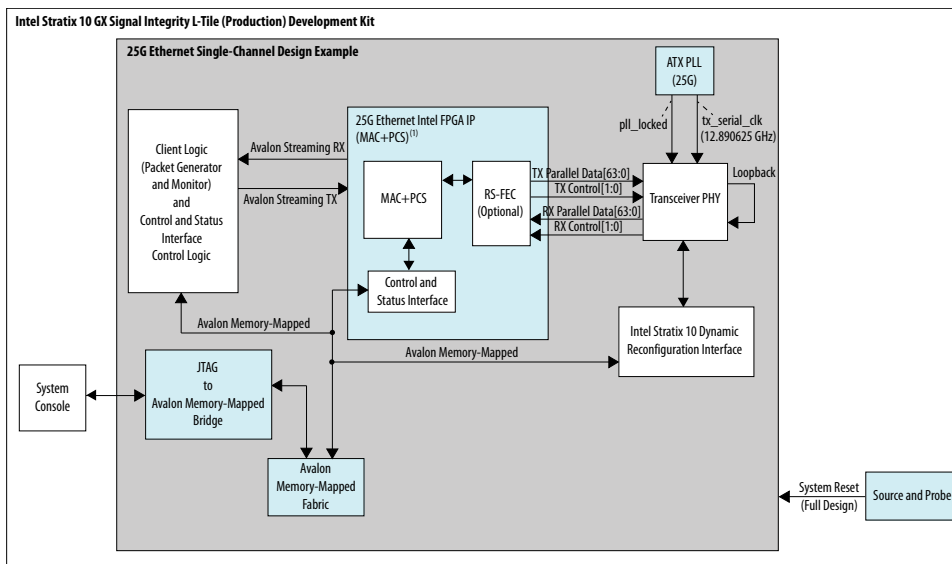 Intel Stratix 10 GX Signal Integrity L-Tile (Production) Development Kit
25G Ethernet Single-Channel Design Example
ATX PLL
(25G)
pll_locked
tx_serial_clk
(12.890625 GHz)
25G Ethernet Intel FPGA IP
(MAC+PCS)(1)
Client Logic
(Packet Generator
and Monitor)
and
Control and Status
Interface
Control Logic
Avalon Streaming RX
Avalon Streaming TX
MAC+PCS
RS-FEC
(Optional)
TX Parallel Data[63:0]
TX Control[1:0]
RX Parallel Data[63:0]
RX Control[1:0]
Transceiver PHY
Loopback
Control and
Status Interface
Avalon Memory-Mapped
Avalon Memory-Mapped
Intel Stratix 10 Dynamic
Reconfiguration Interface
System
Console
JTAG
to
Avalon Memory-Mapped
Bridge
Avalon
Memory-Mapped
Fabric
System Reset
(Full Design)
Source and Probe